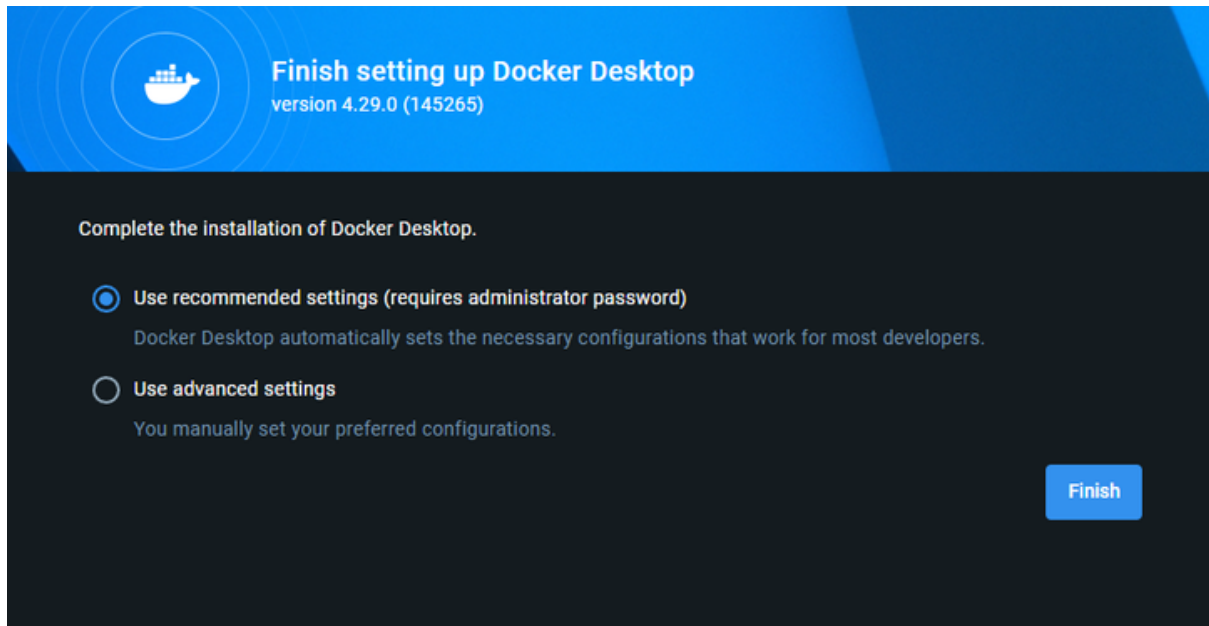 Finish setting up Docker Desktop
version 4.29.0 (145265)
Complete the installation of Docker Desktop.
Use recommended settings (requires administrator password)
Docker Desktop automatically sets the necessary configurations that work for most developers.
Use advanced settings
You manually set your preferred configurations.
Finish